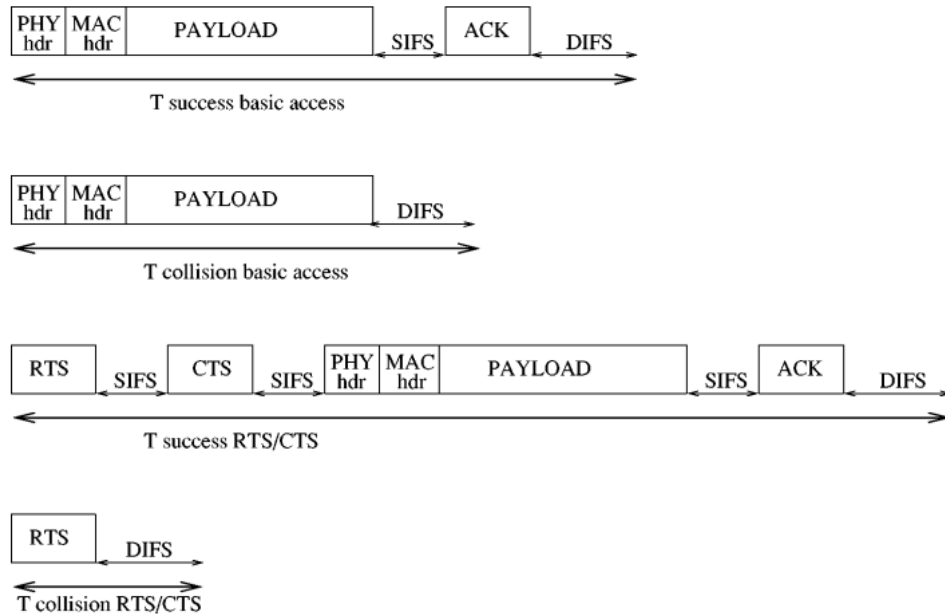 PHY MAC PAYLOAD SIFS ACK DIFS
hdr hdr
T success basic access
PHY MAC PAYLOAD DIFS
hdr hdr
T collision basic access
RTS SIFS CTS SIFS PHY MAC PAYLOAD SIFS ACK DIFS
hdr hdr
T success RTS/CTS
RTS DIFS
T collision RTS/CTS